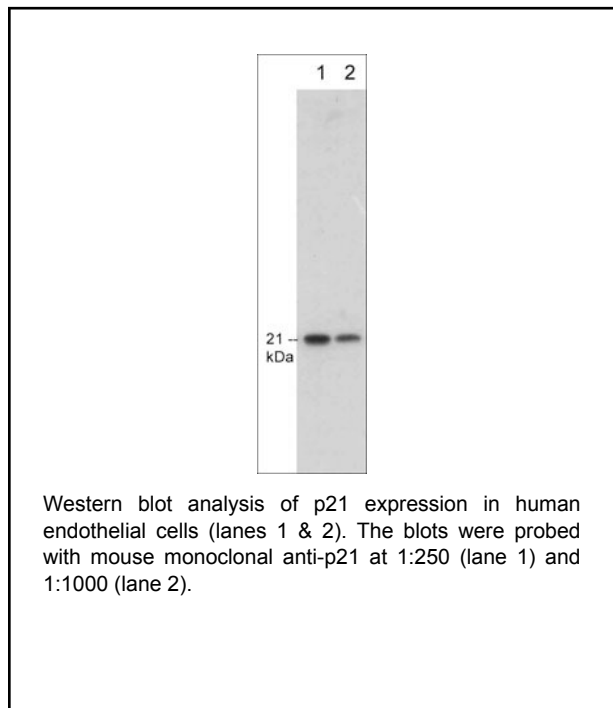 1 2
21 --
kDa
Western blot analysis of p21 expression in human
endothelial cells (lanes 1 & 2). The blots were probed
with mouse monoclonal anti-p21 at 1:250 (lane 1) and
1:1000 (lane 2).